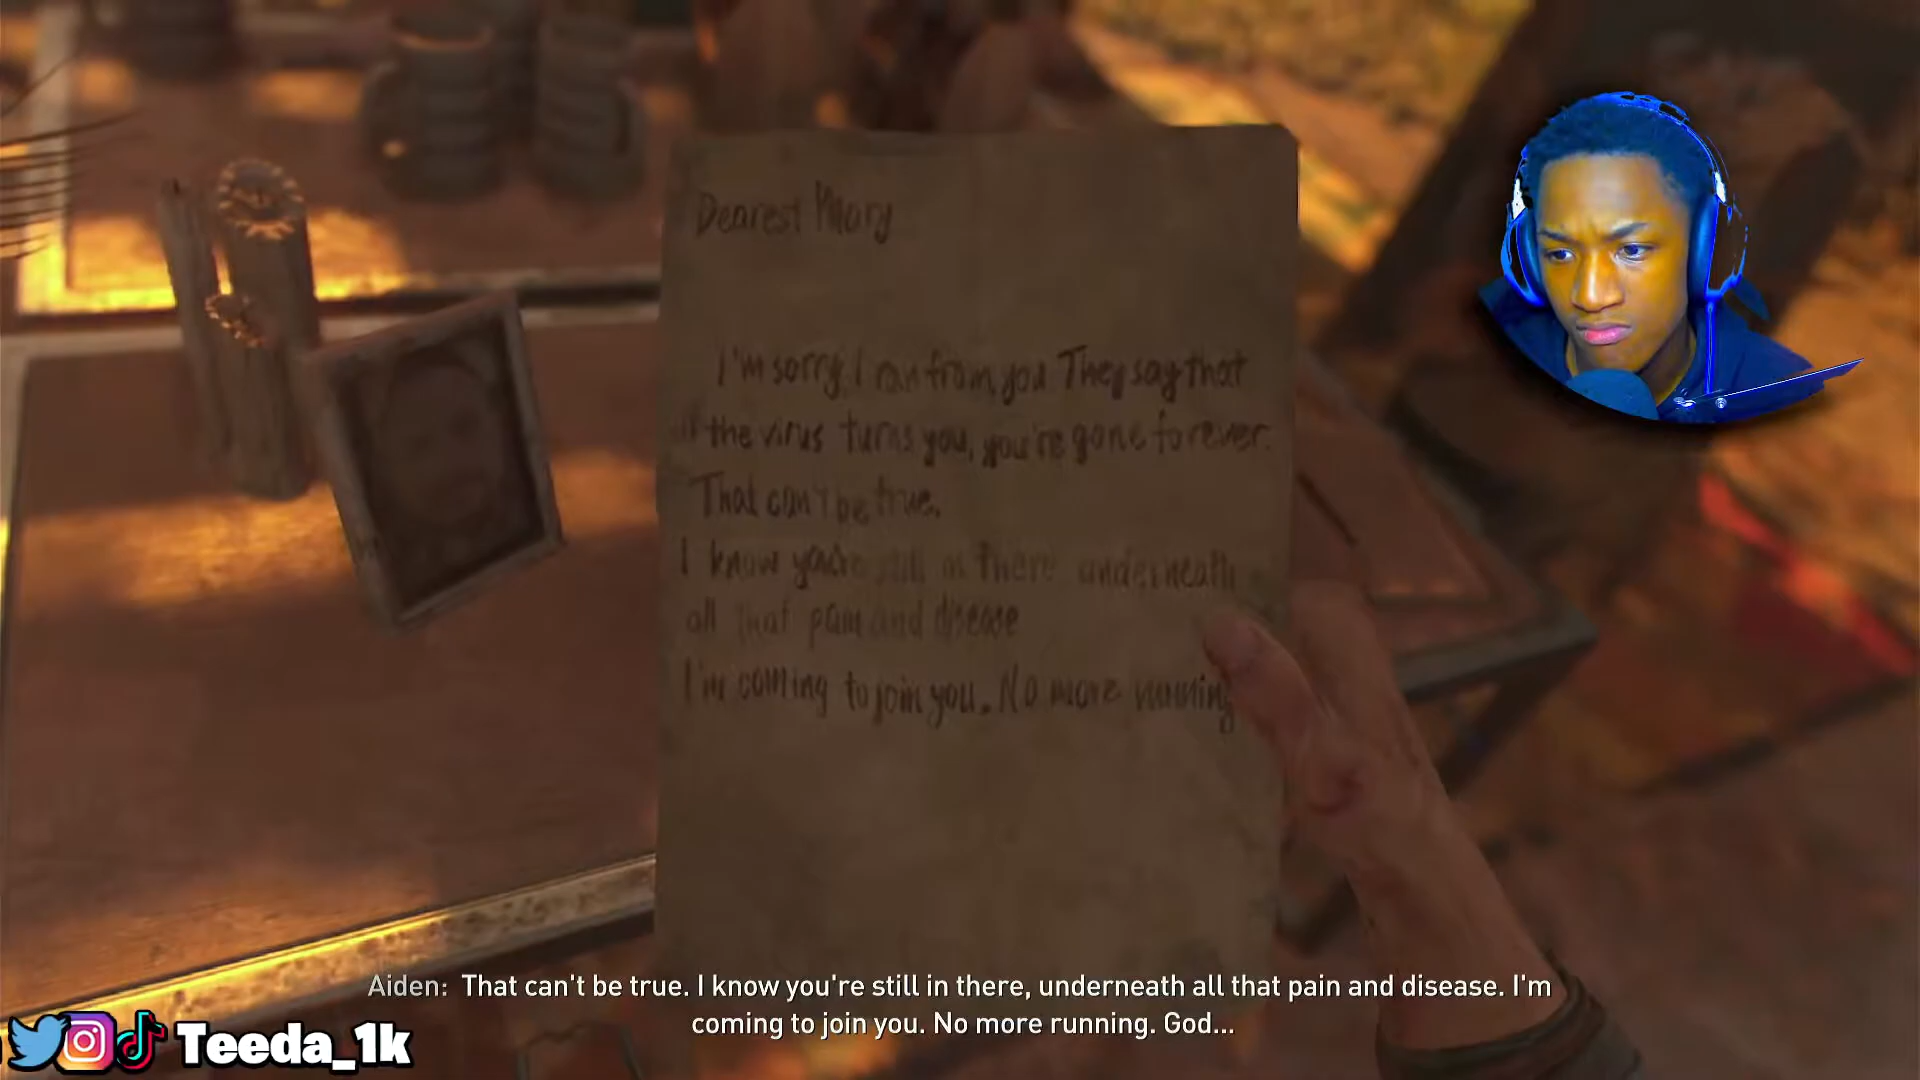 Dearest Mary
I'm sorry I ran from you. They say that
if the virus turns you, you're gone forever.
That can't be true.
I know you're still in there underneath
all that pain and disease
I'm coming to join you. No more running
Aiden: That can't be true. I know you're still in there, underneath all that pain and disease. I'm
coming to join you. No more running. God...
Teeda_1k